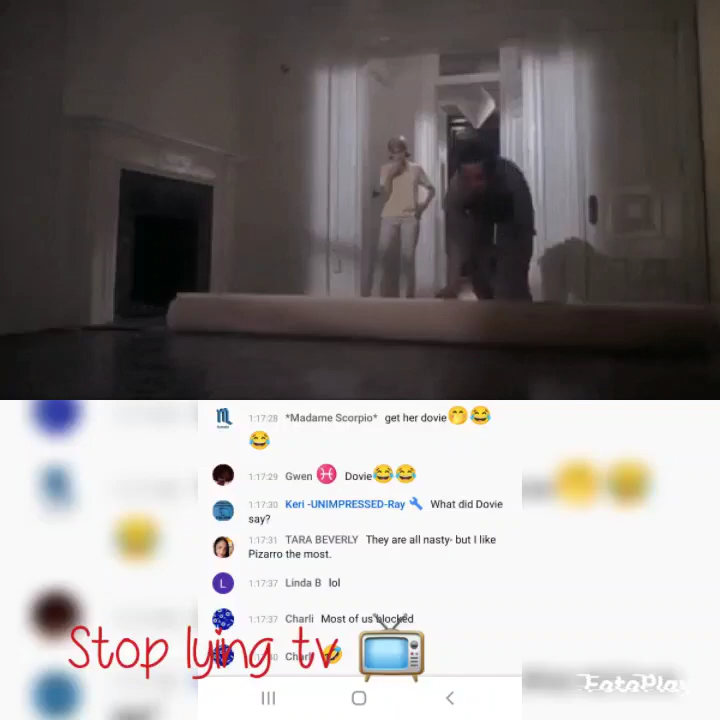 1:17:28 *Madame Scorpio* get her dovie🤭😂
😂
1:17:29 Gwen ♓ Dovie😂😂
1:17:30 Keri -UNIMPRESSED-Ray 🔧 What did Dovie
say?
1:17:31 TARA BEVERLY They are all nasty- but I like
Pizarro the most.
L 1:17:37 Linda B lol
1:17:37 Charli Most of us blocked
Charli 🤣
Stop lying tv 📺